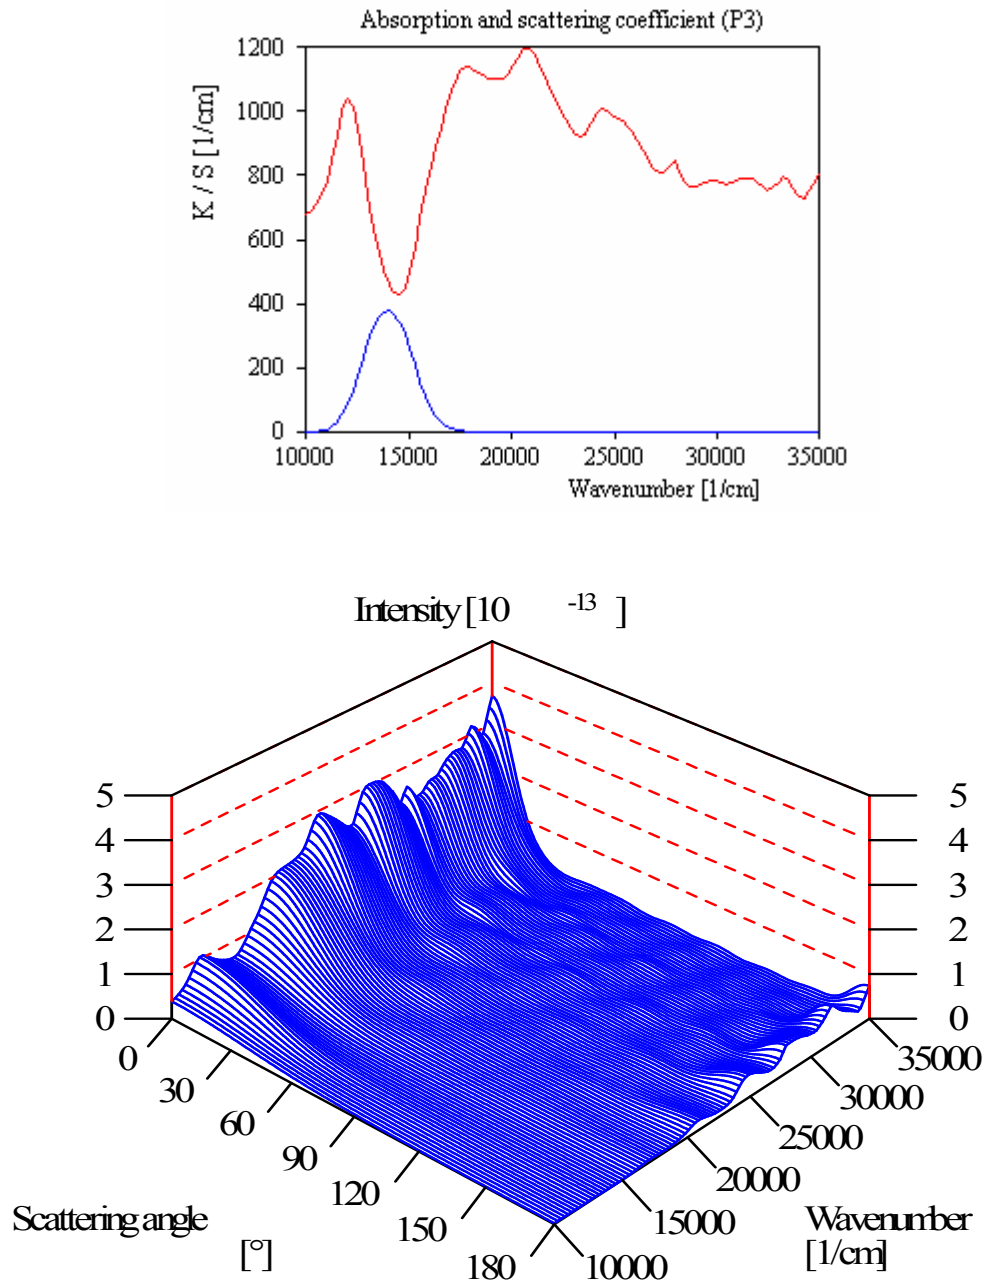 Absorption and scattering coefficient (P3)
K / S [1/cm]
1200
1000
800
600
400
200
0
10000 15000 20000 25000 30000 35000
Wavenumber [1/cm]
Intensity [10 -13 ]
5 5
4 4
3 3
2 2
1 1
0 0
0 30 60 90 120 150 180
10000 15000 20000 25000 30000 35000
Scattering angle
[°]
Wavenumber
[1/cm]